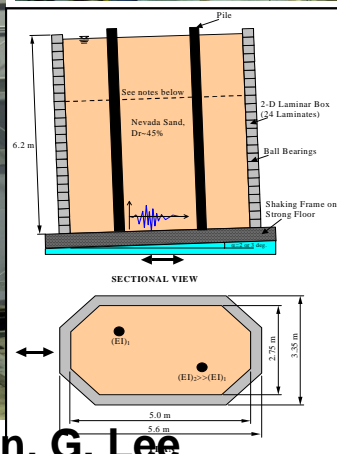 Pile
See notes below
Nevada Sand,
Dr~45%
2-D Laminar Box
(24 Laminates)
Ball Bearings
6.2 m
Shaking Frame on
Strong Floor
SECTIONAL VIEW
(EI)₁
(EI)₂>>(EI)₁
2.75 m
3.35 m
5.0 m
5.6 m
n, G. Lee